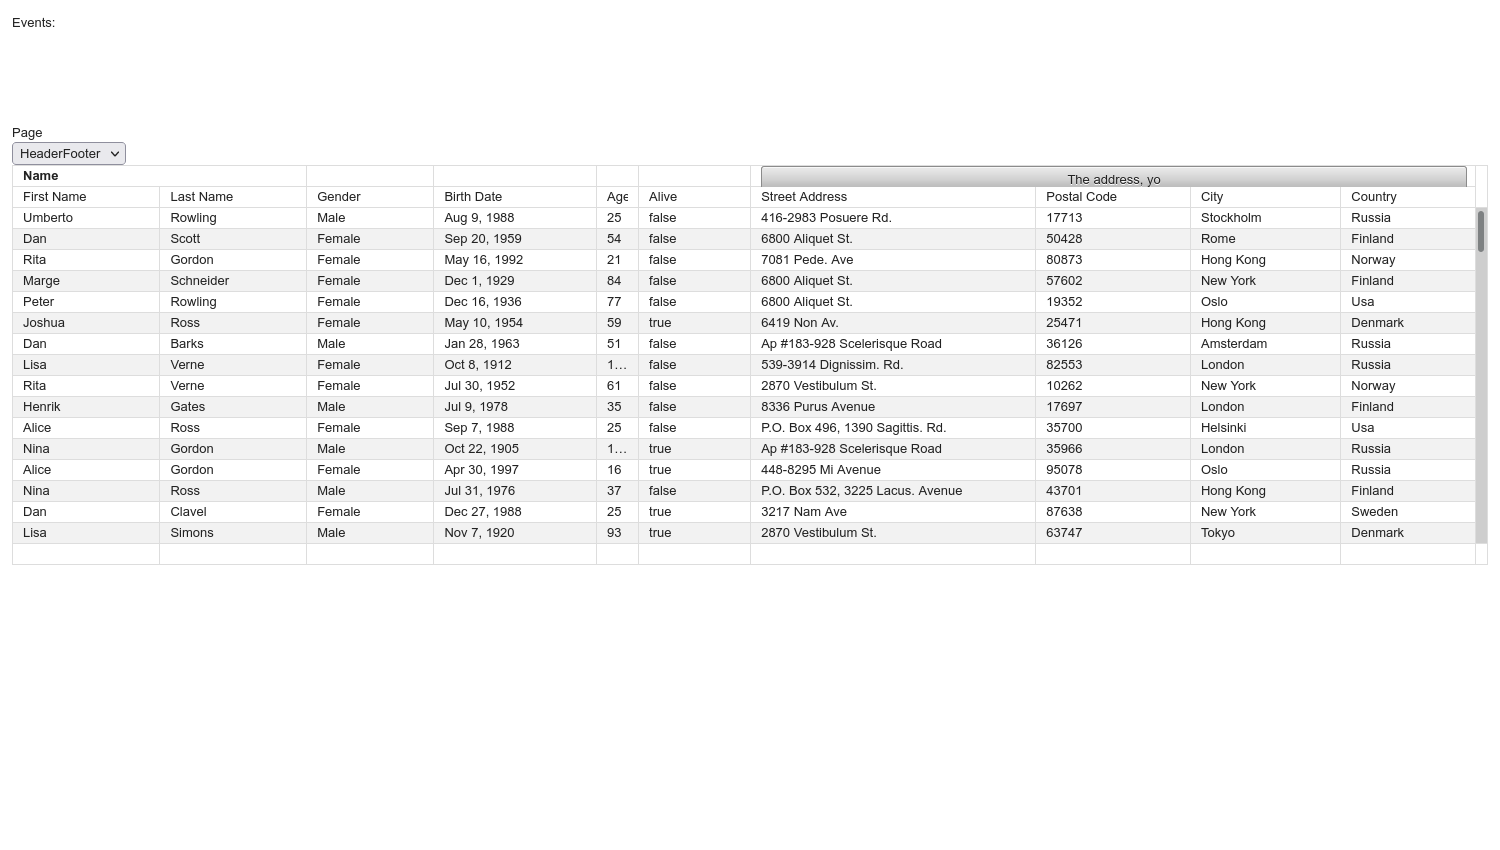 Events:
Page
HeaderFooter
Name The address, yo
First Name Last Name Gender Birth Date Age Alive Street Address Postal Code City Country
Umberto Rowling Male Aug 9, 1988 25 false 416-2983 Posuere Rd. 17713 Stockholm Russia
Dan Scott Female Sep 20, 1959 54 false 6800 Aliquet St. 50428 Rome Finland
Rita Gordon Female May 16, 1992 21 false 7081 Pede. Ave 80873 Hong Kong Norway
Marge Schneider Female Dec 1, 1929 84 false 6800 Aliquet St. 57602 New York Finland
Peter Rowling Female Dec 16, 1936 77 false 6800 Aliquet St. 19352 Oslo Usa
Joshua Ross Female May 10, 1954 59 true 6419 Non Av. 25471 Hong Kong Denmark
Dan Barks Male Jan 28, 1963 51 false Ap #183-928 Scelerisque Road 36126 Amsterdam Russia
Lisa Verne Female Oct 8, 1912 1… false 539-3914 Dignissim. Rd. 82553 London Russia
Rita Verne Female Jul 30, 1952 61 false 2870 Vestibulum St. 10262 New York Norway
Henrik Gates Male Jul 9, 1978 35 false 8336 Purus Avenue 17697 London Finland
Alice Ross Female Sep 7, 1988 25 false P.O. Box 496, 1390 Sagittis. Rd. 35700 Helsinki Usa
Nina Gordon Male Oct 22, 1905 1… true Ap #183-928 Scelerisque Road 35966 London Russia
Alice Gordon Female Apr 30, 1997 16 true 448-8295 Mi Avenue 95078 Oslo Russia
Nina Ross Male Jul 31, 1976 37 false P.O. Box 532, 3225 Lacus. Avenue 43701 Hong Kong Finland
Dan Clavel Female Dec 27, 1988 25 true 3217 Nam Ave 87638 New York Sweden
Lisa Simons Male Nov 7, 1920 93 true 2870 Vestibulum St. 63747 Tokyo Denmark